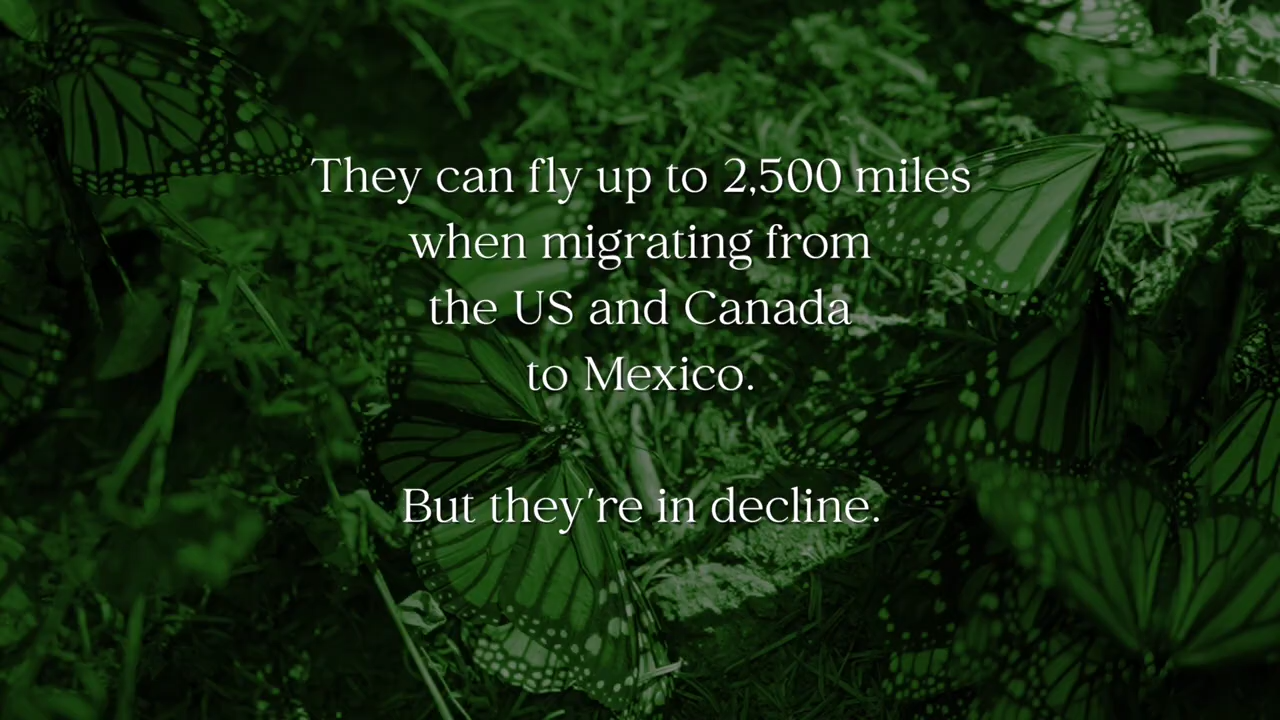 They can fly up to 2,500 miles
when migrating from
the US and Canada
to Mexico.
But they're in decline.